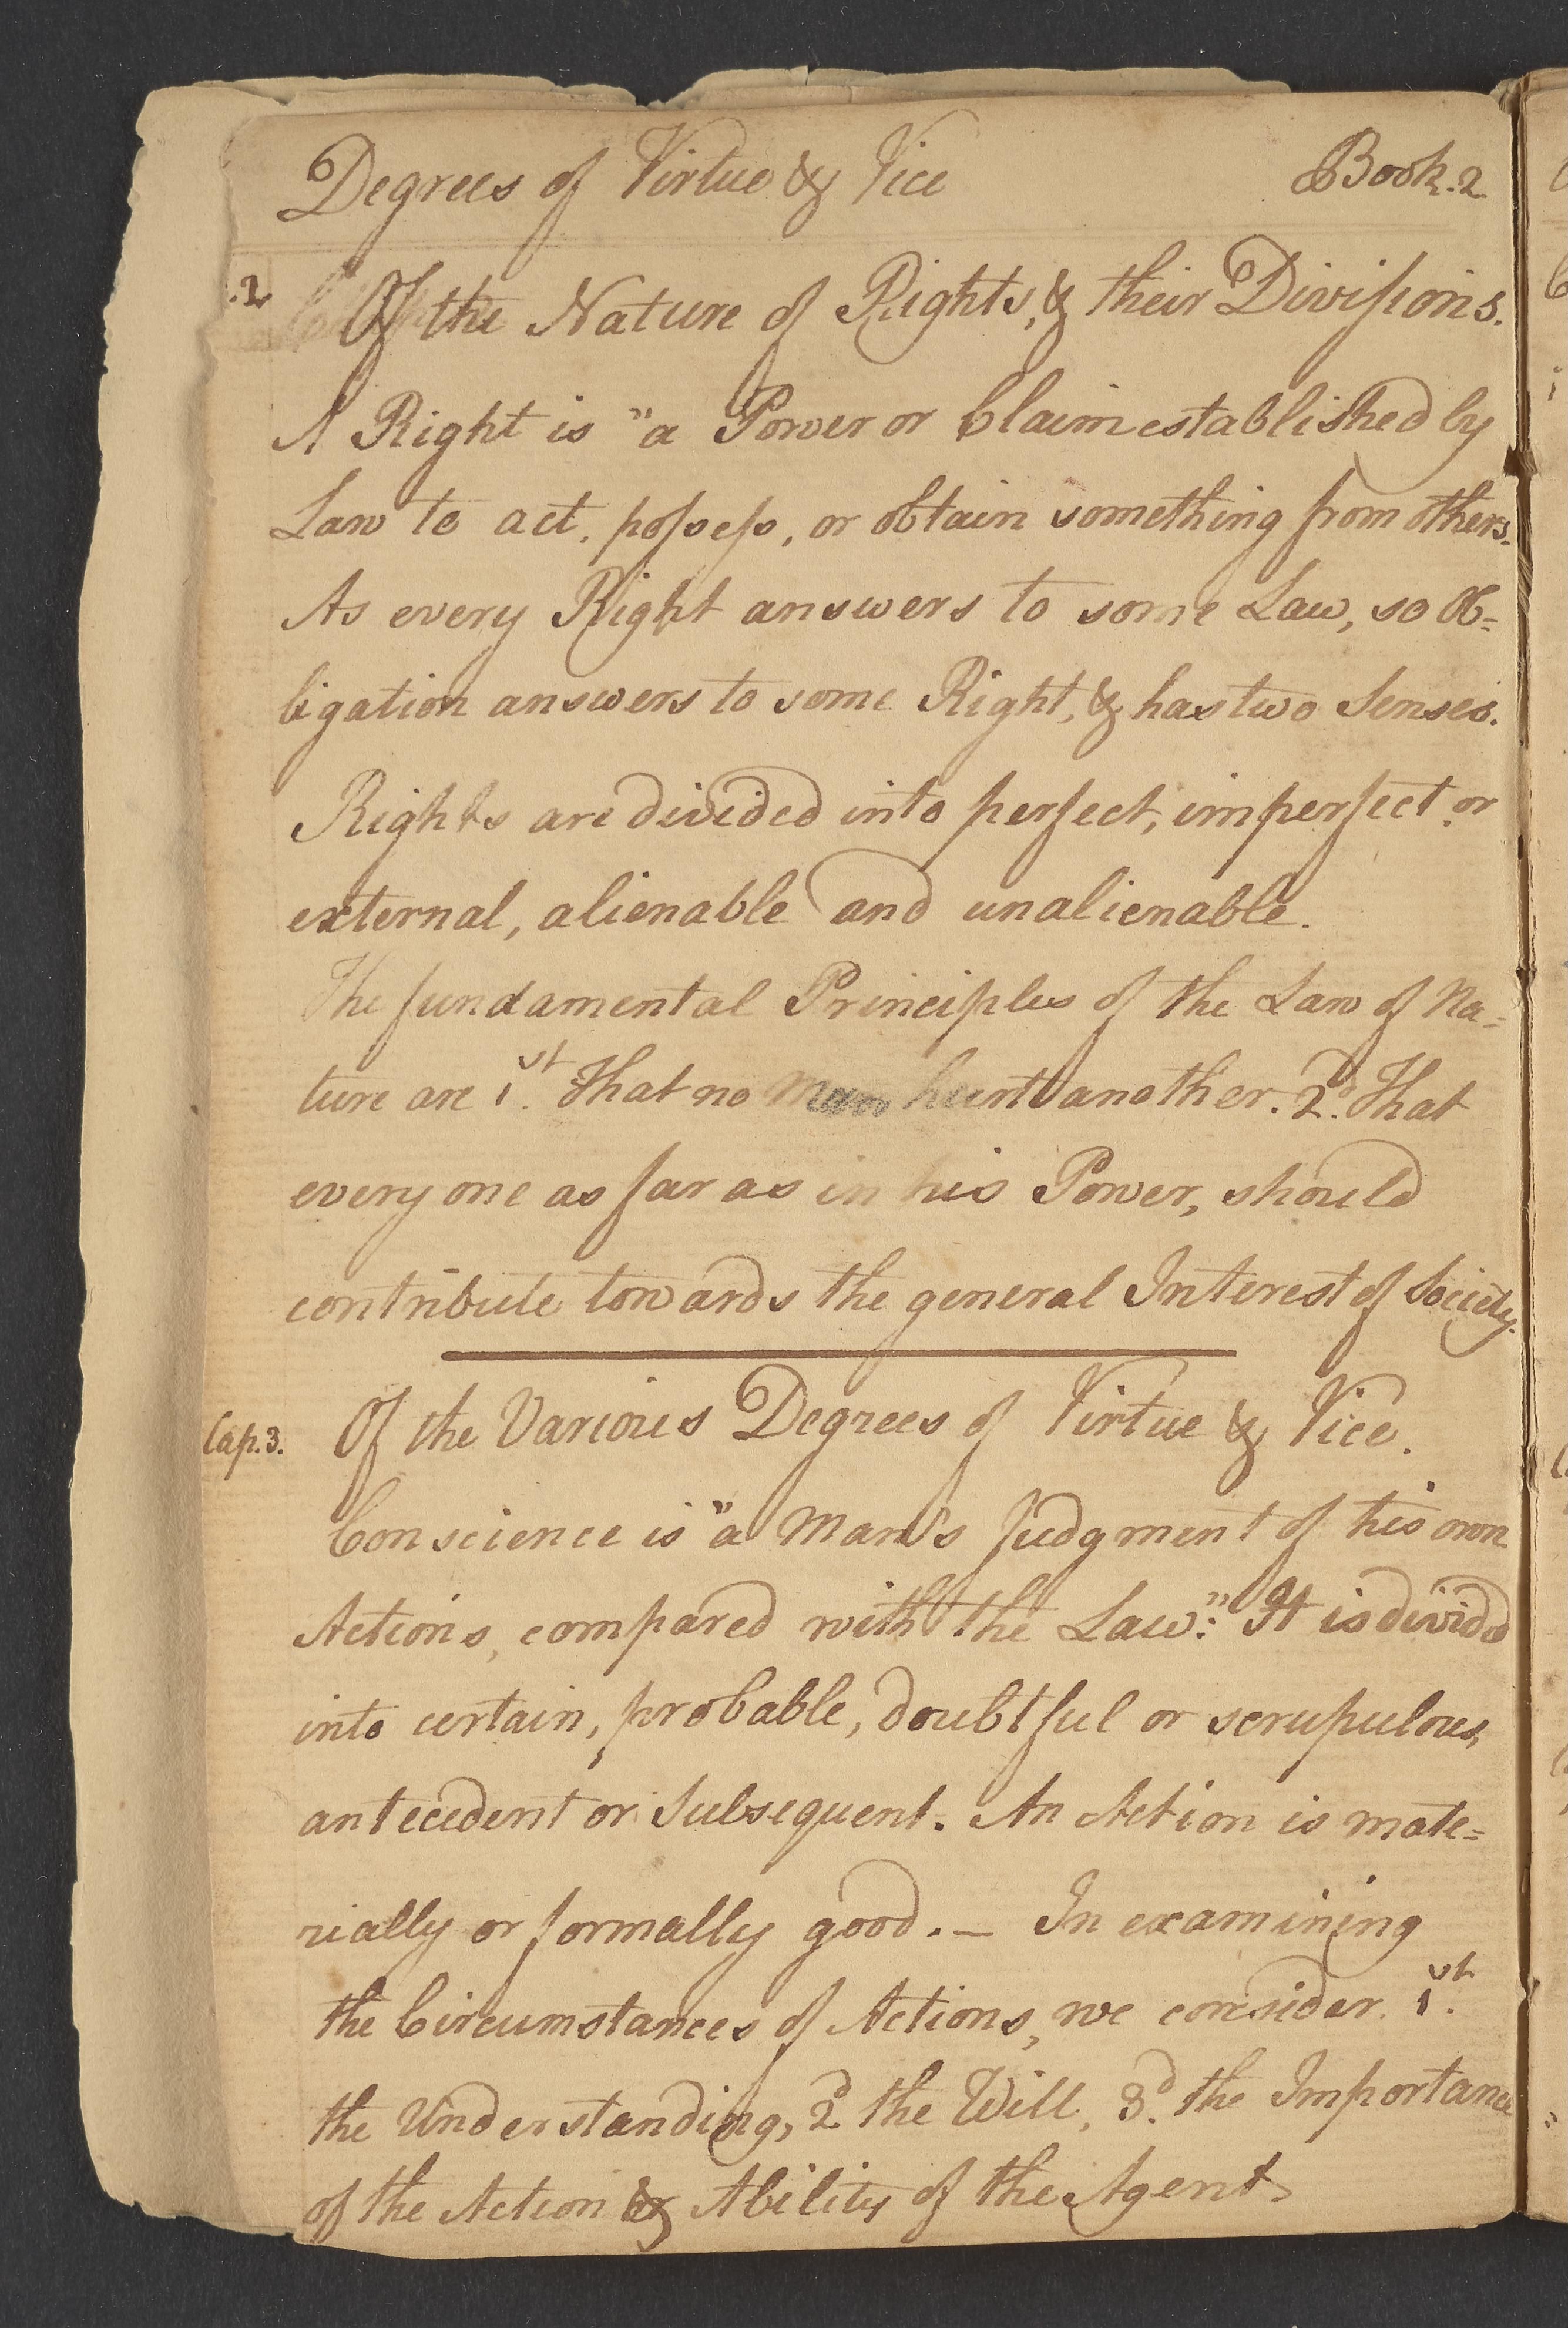 Degrees of Virtue & Vice Book.2
.2 Of the Nature of Rights, & their Divisions.
A Right is "a Power or Claim established by
Law to act, possess, or obtain something from others.
As every Right answers to some Law, so Ob=
ligation answers to some Right, & has two Senses.
Rights are divided into perfect, imperfect or
external, alienable and unalienable.
The fundamental Principles of the Law of Na=
ture are 1st. That no Man hurt another. 2d. That
every one as far as in his Power, should
contribute towards the general Interest of Society.
Cap.3. Of the Various Degrees of Virtue & Vice.
Conscience is "a Man's Judgment of his own
Actions, compared with the Law:" It is divided
into certain, probable, doubtful or scrupulous,
antecedent or Subsequent. An Action is mate=
rially or formally good. — In examining
the Circumstances of Actions, we consider. 1st.
the Understanding, 2d the Will, 3d. the Importance
of the Action & Ability of the Agent